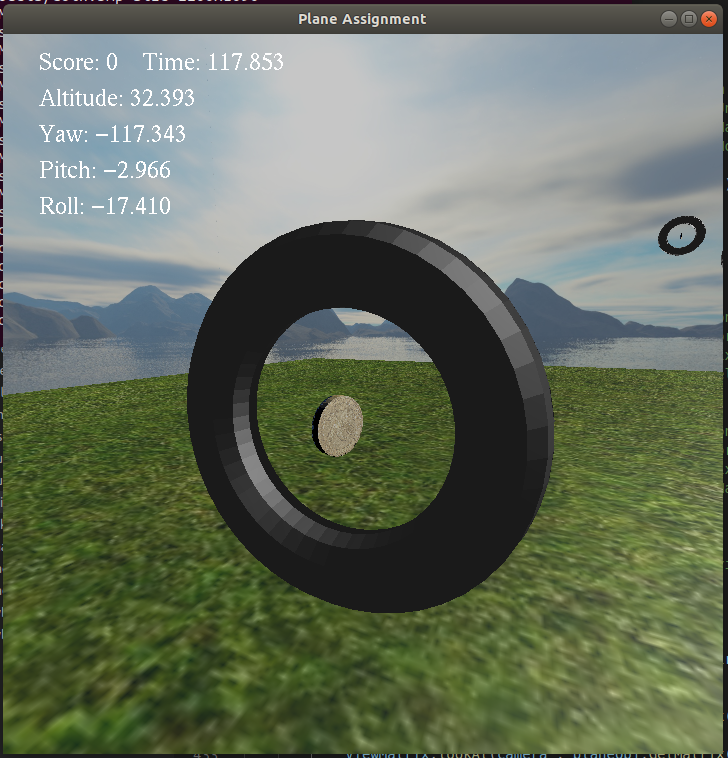 Plane Assignment
Score: 0 Time: 117.853
Altitude: 32.393
Yaw: −117.343
Pitch: −2.966
Roll: −17.410